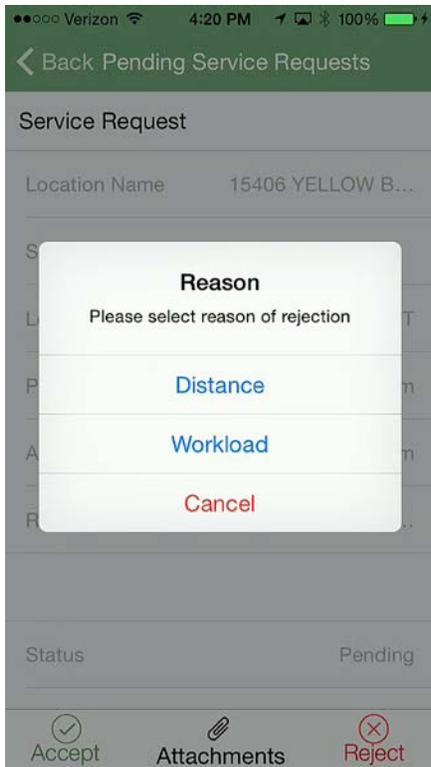 Verizon 4:20 PM 100%
Back Pending Service Requests
Service Request
Location Name 15406 YELLOW B...
S
Reason
Please select reason of rejection
L T
Distance
P m
Workload
A m
Cancel
R ..
Status Pending
Accept Attachments Reject